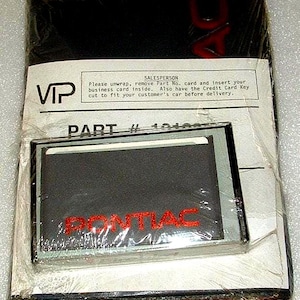 SALESPERSON
VIP
Please unwrap, remove Part No. card and insert your
business card inside. Also have the Credit Card Key
cut to fit your customer's car before delivery.
PART #
PONTIAC